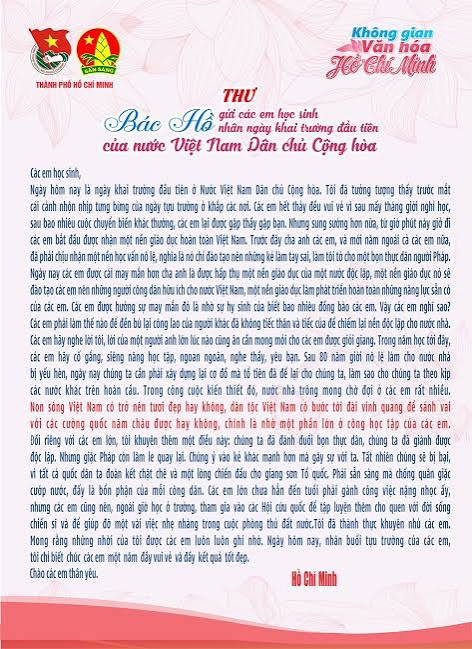 SẴN SÀNG
THÀNH PHỐ HỒ CHÍ MINH
Không gian
Văn hóa
Hồ Chí Minh
THƯ
Bác Hồ gửi các em học sinh
nhân ngày khai trường đầu tiên
của nước Việt Nam Dân chủ Cộng hòa
Các em học sinh,
Ngày hôm nay là ngày khai trường đầu tiên ở Nước Việt Nam Dân chủ Cộng hòa. Tôi đã tưởng tượng thấy trước mắt
cái cảnh nhộn nhịp tưng bừng của ngày tựu trường ở khắp các nơi. Các em hết thảy đều vui vẻ vì sau mấy tháng giời nghỉ học,
sau bao nhiêu cuộc chuyển biến khác thường, các em lại được gặp thầy gặp bạn. Nhưng sung sướng hơn nữa, từ giờ phút này giở đi
các em bắt đầu được nhận một nền giáo dục hoàn toàn Việt Nam. Trước đây cha anh các em, và mới năm ngoái cả các em nữa,
đã phải chịu nhận một nền học vấn nô lệ, nghĩa là nó chỉ đào tạo nên những kẻ làm tay sai, làm tôi tớ cho một bọn thực dân người Pháp.
Ngày nay các em được cái may mắn hơn cha anh là được hấp thụ một nền giáo dục của một nước độc lập, một nền giáo dục nó sẽ
đào tạo các em nên những người công dân hữu ích cho nước Việt Nam, một nền giáo dục làm phát triển hoàn toàn những năng lực sẵn có
của các em. Các em được hưởng sự may mắn đó là nhờ sự hy sinh của biết bao nhiêu đồng bào các em. Vậy các em nghĩ sao?
Các em phải làm thế nào để đền bù lại công lao của người khác đã không tiếc thân và tiếc của để chiếm lại nền độc lập cho nước nhà.
Các em hãy nghe lời tôi, lời của một người anh lớn lúc nào cũng ân cần mong mỏi cho các em được giỏi giang. Trong năm học tới đây,
các em hãy cố gắng, siêng năng học tập, ngoan ngoãn, nghe thầy, yêu bạn. Sau 80 năm giời nô lệ làm cho nước nhà
bị yếu hèn, ngày nay chúng ta cần phải xây dựng lại cơ đồ mà tổ tiên đã để lại cho chúng ta, làm sao cho chúng ta theo kịp
các nước khác trên hoàn cầu. Trong công cuộc kiến thiết đó, nước nhà trông mong chờ đợi ở các em rất nhiều.
Non sông Việt Nam có trở nên tươi đẹp hay không, dân tộc Việt Nam có bước tới đài vinh quang để sánh vai
với các cường quốc năm châu được hay không, chính là nhờ một phần lớn ở công học tập của các em.
Đối riêng với các em lớn, tôi khuyên thêm một điều này: chúng ta đã đánh đuổi bọn thực dân, chúng ta đã giành được
độc lập. Nhưng giặc Pháp còn lăm le quay lại. Chúng ỷ vào kẻ khác mạnh hơn mà gây sự với ta. Tất nhiên chúng sẽ bị bại,
vì tất cả quốc dân ta đoàn kết chặt chẽ và một lòng chiến đấu cho giang sơn Tổ quốc. Phải sẵn sàng mà chống quân giặc
cướp nước, đấy là bổn phận của mỗi công dân. Các em lớn chưa hẳn đến tuổi phải gánh công việc nặng nhọc ấy,
nhưng các em cũng nên, ngoài giờ học ở trường, tham gia vào các Hội cứu quốc để tập luyện thêm cho quen với đời sống
chiến sĩ và để giúp đỡ một vài việc nhẹ nhàng trong cuộc phòng thủ đất nước.Tôi đã thành thực khuyên nhủ các em.
Mong rằng những nhời của tôi được các em luôn luôn ghi nhớ. Ngày hôm nay, nhân buổi tựu trường của các em,
tôi chỉ biết chúc các em một năm đầy vui vẻ và đầy kết quả tốt đẹp.
Chào các em thân yêu.
Hồ Chí Minh